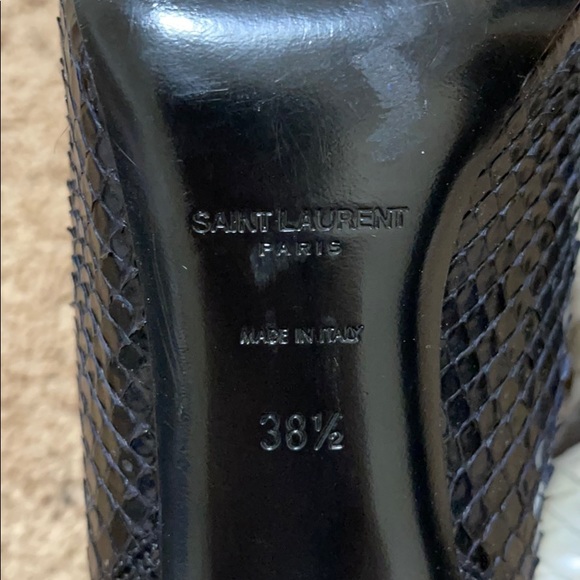 SAINT LAURENT
PARIS
MADE IN ITALY
38½